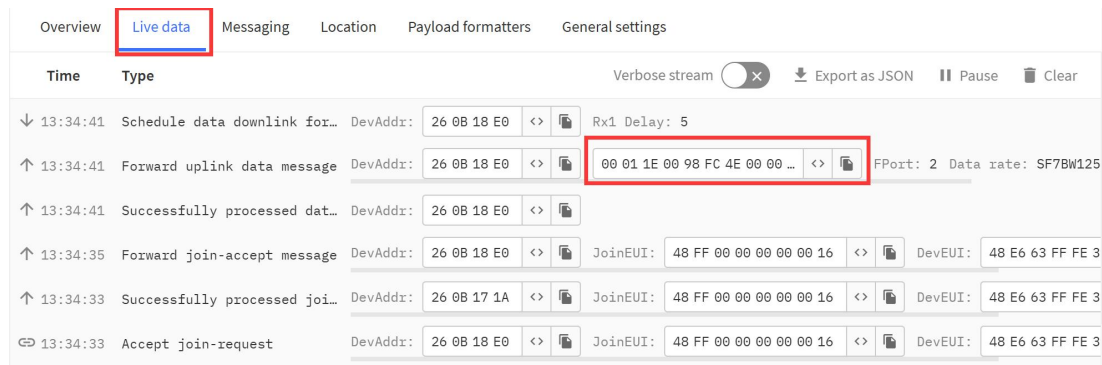 Overview Live data Messaging Location Payload formatters General settings
Time Type Verbose stream Export as JSON Pause Clear
13:34:41 Schedule data downlink for… DevAddr: 26 0B 18 E0 <> Rx1 Delay: 5
13:34:41 Forward uplink data message DevAddr: 26 0B 18 E0 <> 00 01 1E 00 98 FC 4E 00 00 … <> FPort: 2 Data rate: SF7BW125
13:34:41 Successfully processed dat… DevAddr: 26 0B 18 E0 <>
13:34:35 Forward join-accept message DevAddr: 26 0B 18 E0 <> JoinEUI: 48 FF 00 00 00 00 00 16 <> DevEUI: 48 E6 63 FF FE 3
13:34:33 Successfully processed joi… DevAddr: 26 0B 17 1A <> JoinEUI: 48 FF 00 00 00 00 00 16 <> DevEUI: 48 E6 63 FF FE 3
13:34:33 Accept join-request DevAddr: 26 0B 18 E0 <> JoinEUI: 48 FF 00 00 00 00 00 16 <> DevEUI: 48 E6 63 FF FE 3